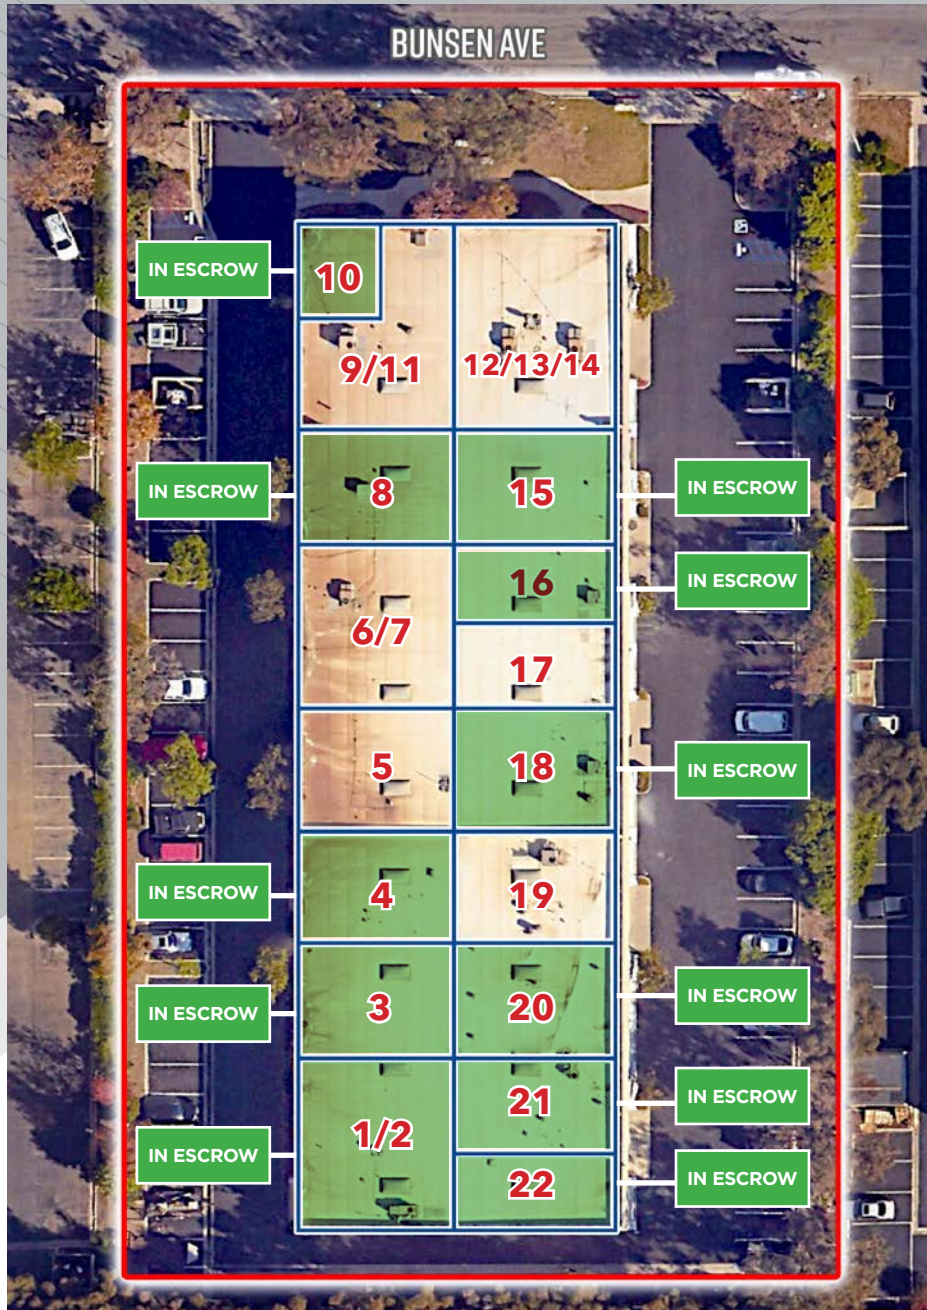 BUNSEN AVE
IN ESCROW
10
9/11
12/13/14
IN ESCROW
8
15
IN ESCROW
16
IN ESCROW
6/7
17
5
18
IN ESCROW
IN ESCROW
4
19
IN ESCROW
3
20
IN ESCROW
21
IN ESCROW
1/2
IN ESCROW
22
IN ESCROW